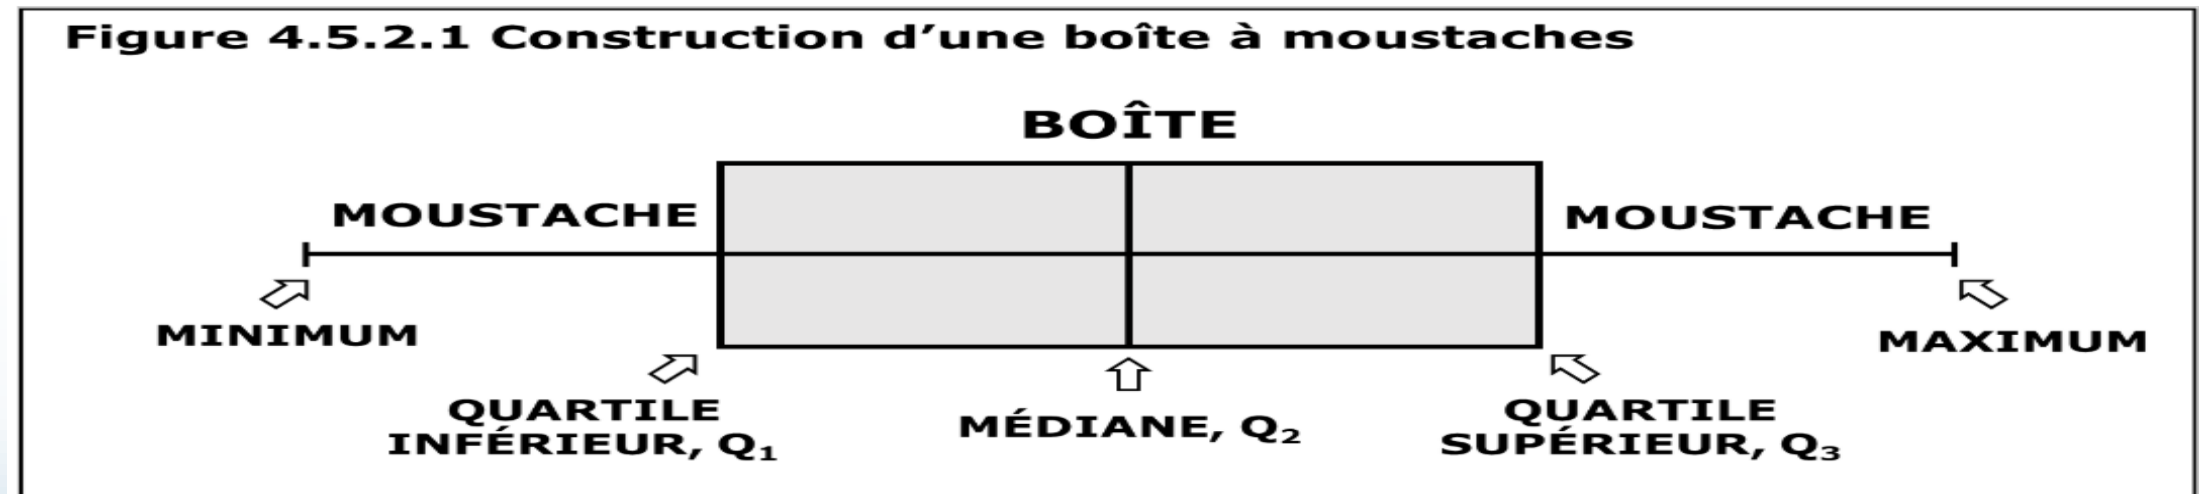 Figure 4.5.2.1 Construction d’une boîte à moustaches
BOÎTE
MOUSTACHE
MOUSTACHE
MINIMUM
MAXIMUM
QUARTILE
INFÉRIEUR, Q₁
MÉDIANE, Q₂
QUARTILE
SUPÉRIEUR, Q₃